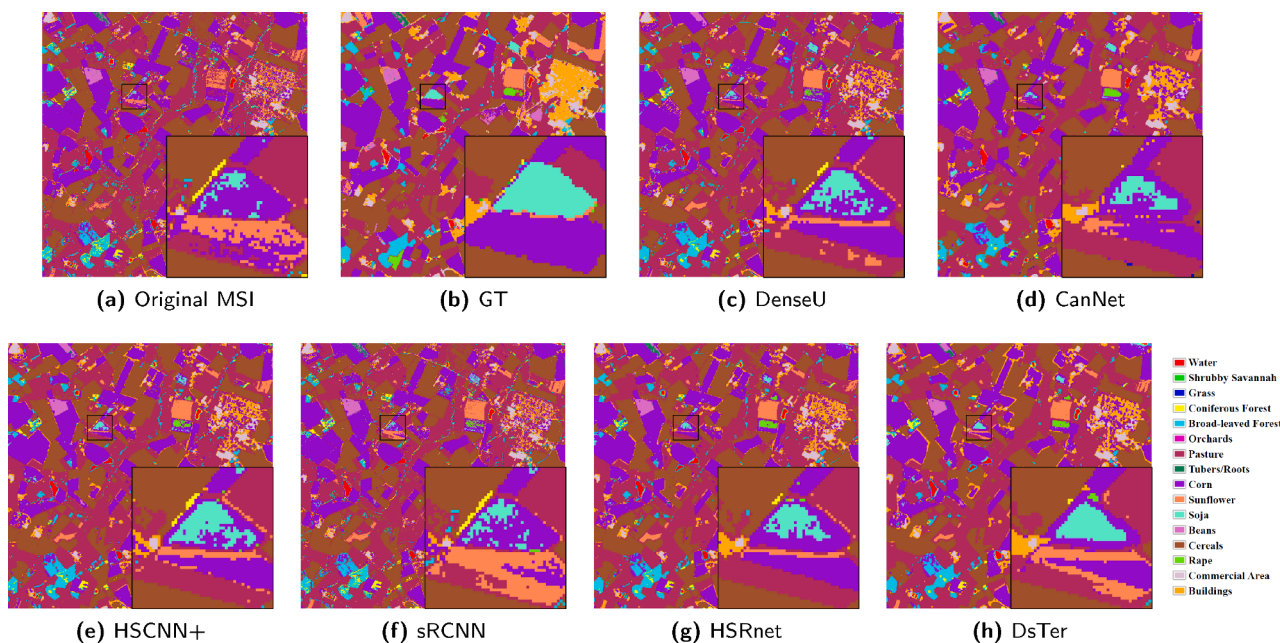 (a) Original MSI
(b) GT
(c) DenseU
(d) CanNet
Water
Shrubby Savannah
Grass
Coniferous Forest
Broad-leaved Forest
Orchards
Pasture
Tubers/Roots
Corn
Sunflower
Soja
Beans
Cereals
Rape
Commercial Area
Buildings
(e) HSCNN+
(f) sRCNN
(g) HSRnet
(h) DsTer